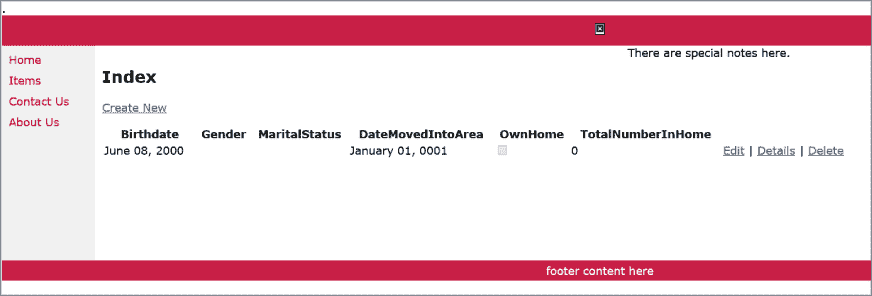 .
There are special notes here.
Home
Items
Contact Us
About Us
Index
Create New
Birthdate Gender MaritalStatus DateMovedIntoArea OwnHome TotalNumberInHome
June 08, 2000 January 01, 0001 0 Edit | Details | Delete
footer content here